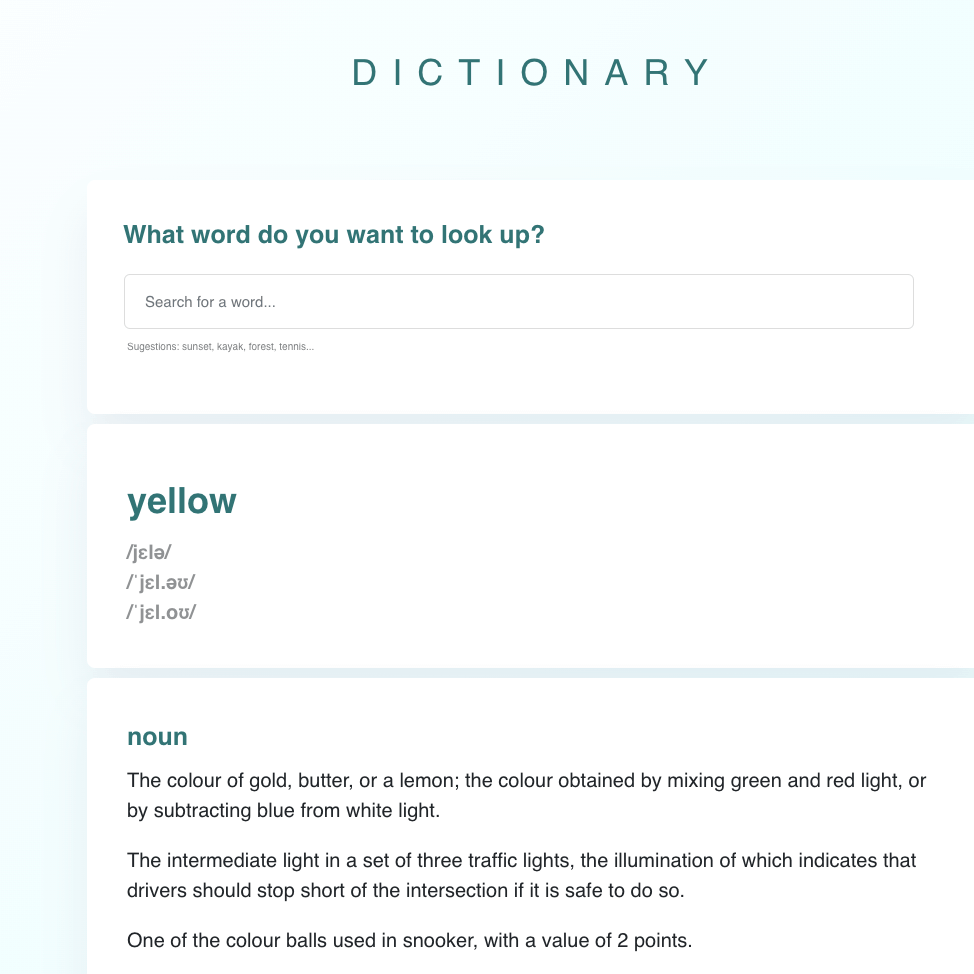 DICTIONARY
What word do you want to look up?
Search for a word...
Sugestions: sunset, kayak, forest, tennis...
yellow
/jɛlə/
/ˈjɛl.əʊ/
/ˈjɛl.oʊ/
noun
The colour of gold, butter, or a lemon; the colour obtained by mixing green and red light, or
by subtracting blue from white light.
The intermediate light in a set of three traffic lights, the illumination of which indicates that
drivers should stop short of the intersection if it is safe to do so.
One of the colour balls used in snooker, with a value of 2 points.